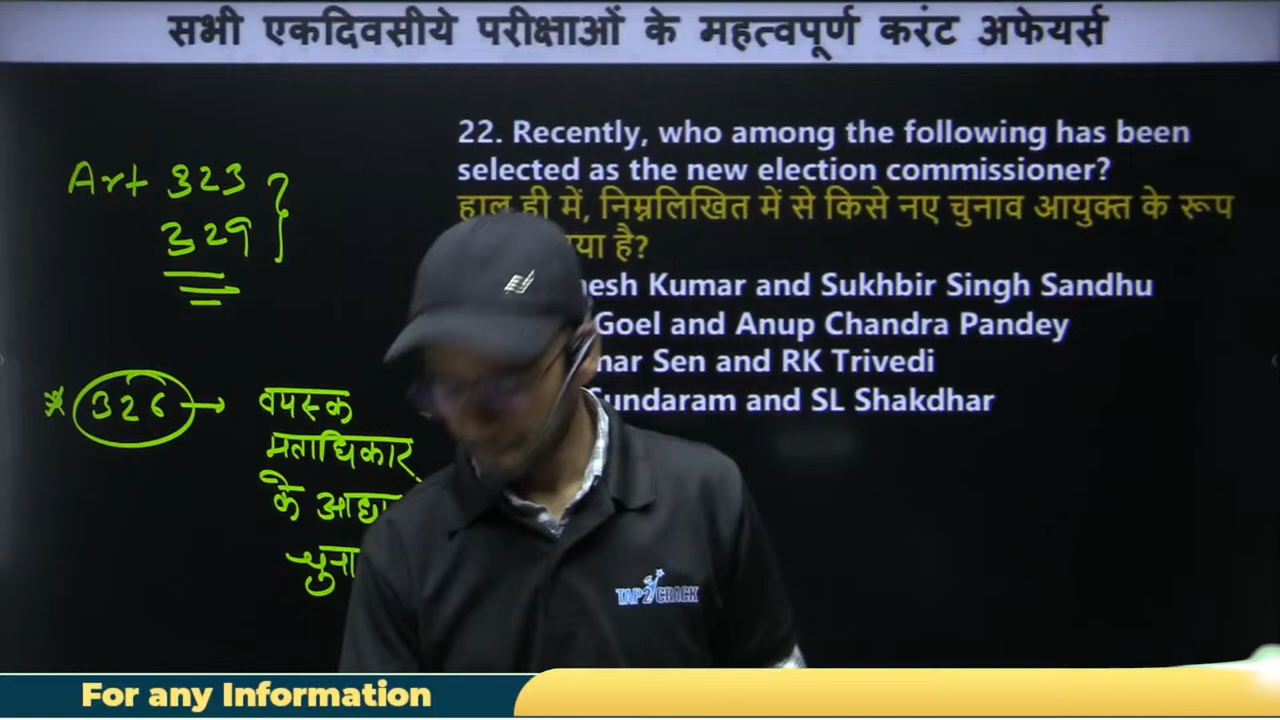 सभी एकदिवसीये परीक्षाओं के महत्वपूर्ण करंट अफेयर्स
22. Recently, who among the following has been
selected as the new election commissioner?
हाल ही में, निम्नलिखित में से किसे नए चुनाव आयुक्त के रूप
है?
Kumar and Sukhbir Singh Sandhu
Goel and Anup Chandra Pandey
Sen and RK Trivedi
Sundaram and SL Shakdhar
Art 323
329
326
वयस्क
मताधिकार
के
TAP2CRACK
For any Information